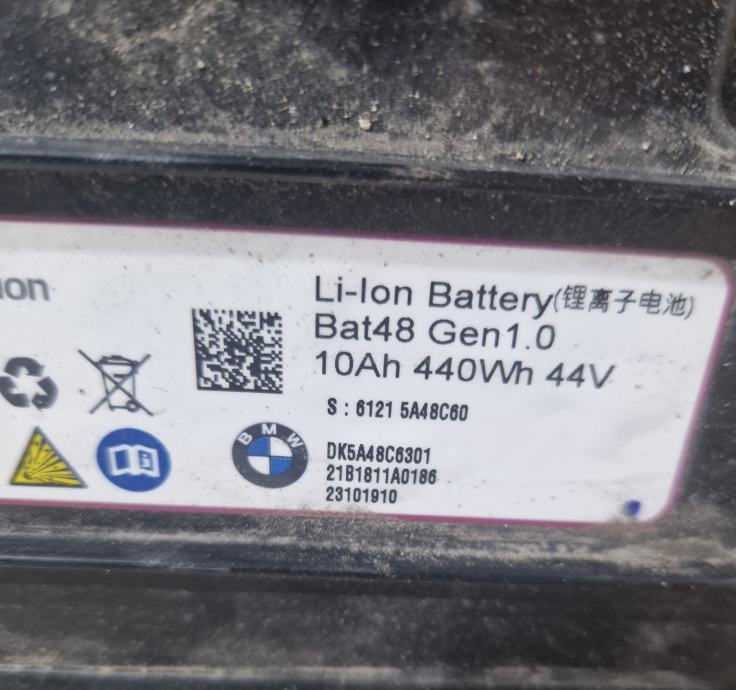 ion
Li-Ion Battery(锂离子电池)
Bat48 Gen1.0
10Ah 440Wh 44V
S : 6121 5A48C60
BMW
DK5A48C6301
21B1811A0186
23101910